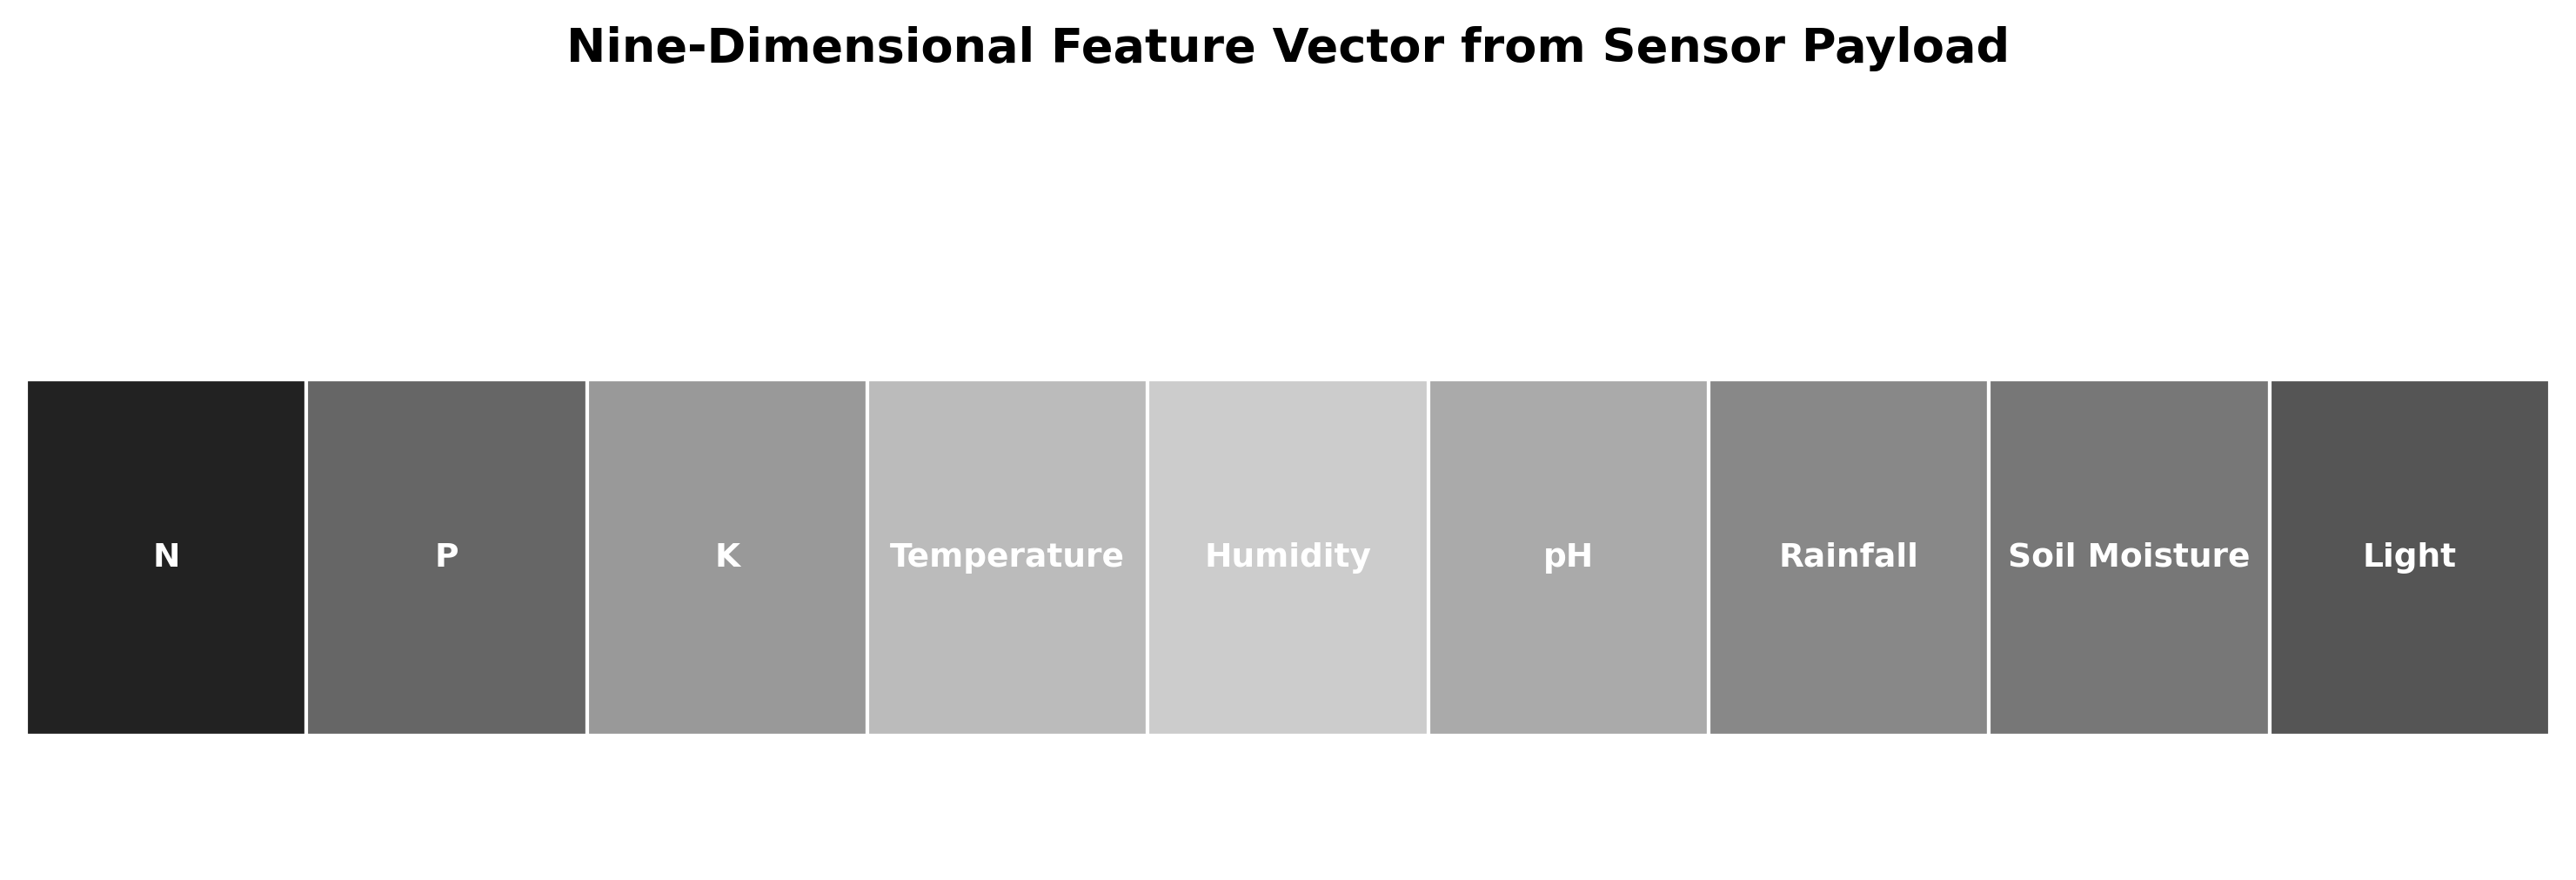 Nine-Dimensional Feature Vector from Sensor Payload
N P K Temperature Humidity pH Rainfall Soil Moisture Light